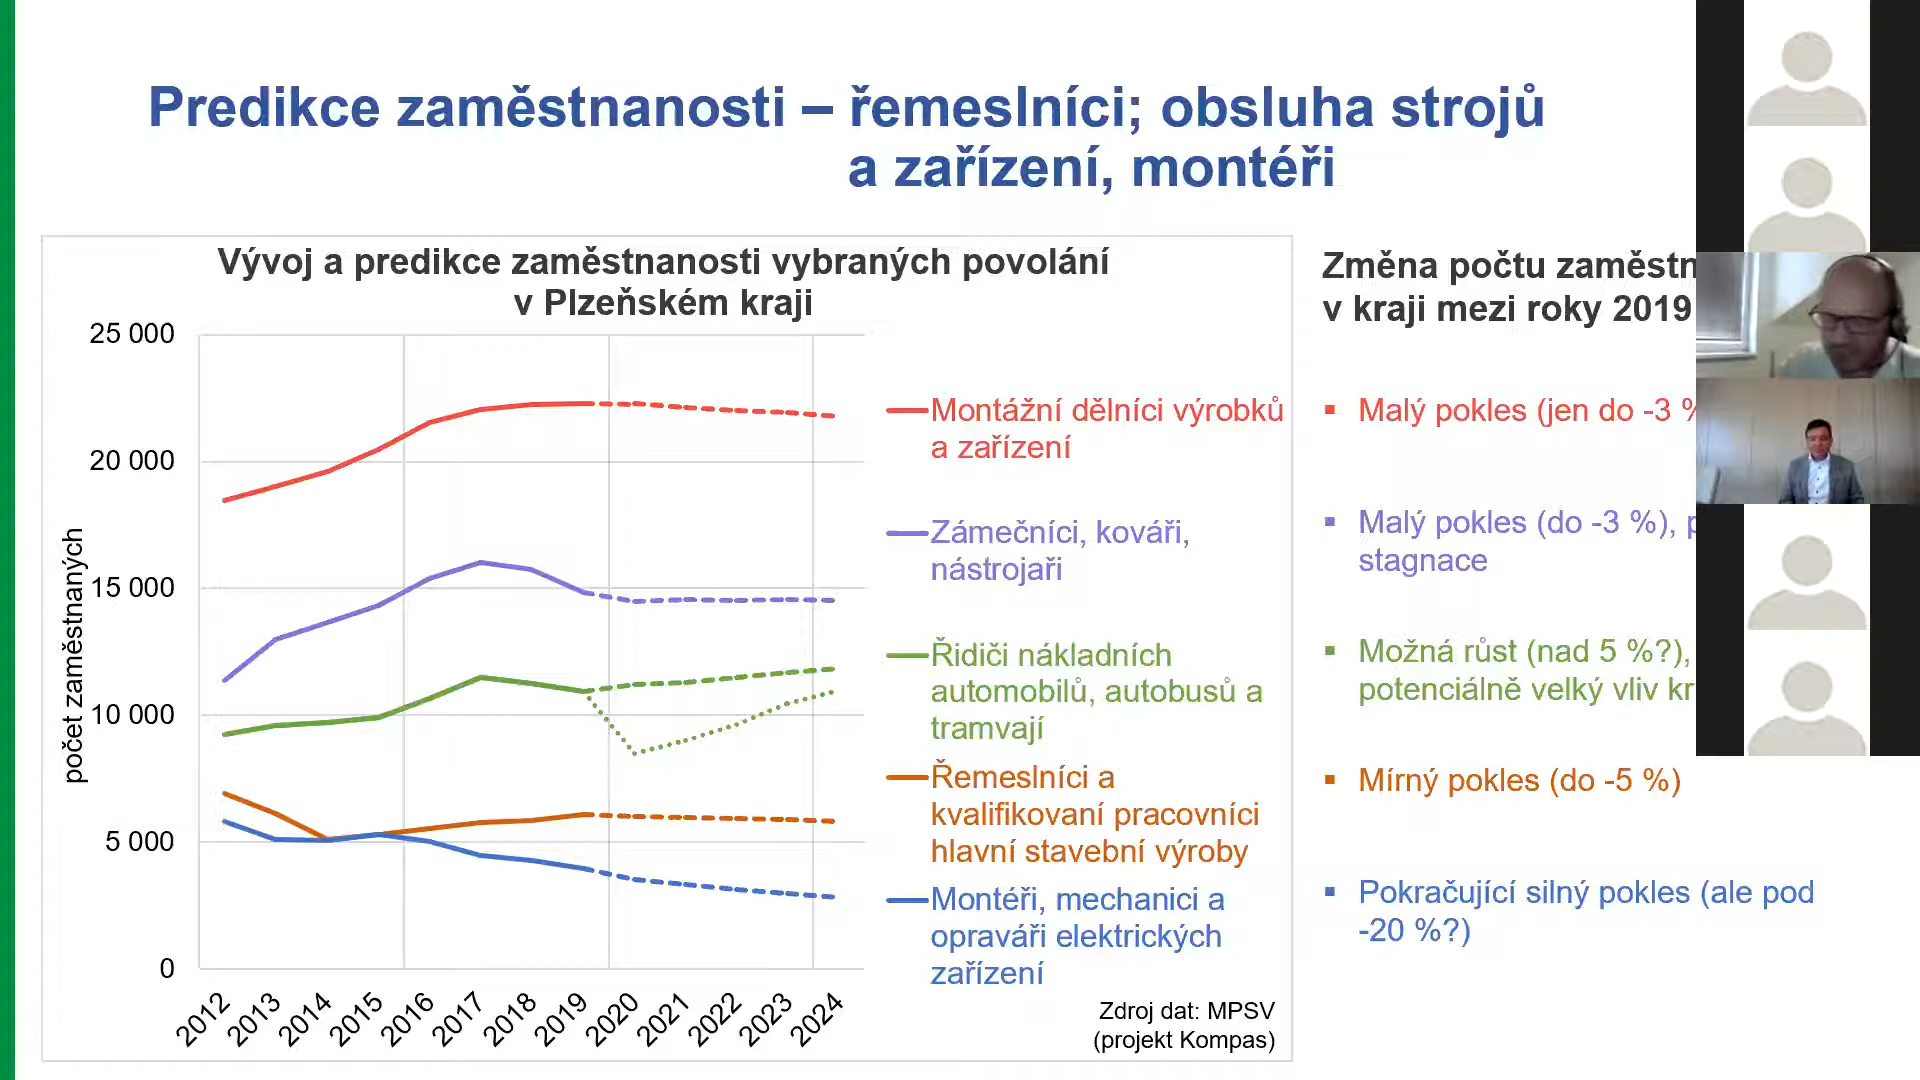 Predikce zaměstnanosti – řemeslníci; obsluha strojů
a zařízení, montéři
Vývoj a predikce zaměstnanosti vybraných povolání
v Plzeňském kraji
25 000
20 000
15 000
10 000
5 000
0
počet zaměstnaných
2012
2013
2014
2015
2016
2017
2018
2019
2020
2021
2022
2023
2024
Montážní dělníci výrobků
a zařízení
Zámečníci, kováři,
nástrojaři
Řidiči nákladních
automobilů, autobusů a
tramvají
Řemeslníci a
kvalifikovaní pracovníci
hlavní stavební výroby
Montéři, mechanici a
opraváři elektrických
zařízení
Zdroj dat: MPSV
(projekt Kompas)
Změna počtu
v kraji mezi roky 2019
▪ Malý pokles (jen do -3 %
▪ Malý pokles (do -3 %),
stagnace
▪ Možná růst (nad 5 %?),
potenciálně velký vliv
▪ Mírný pokles (do -5 %)
▪ Pokračující silný pokles (ale pod
-20 %?)